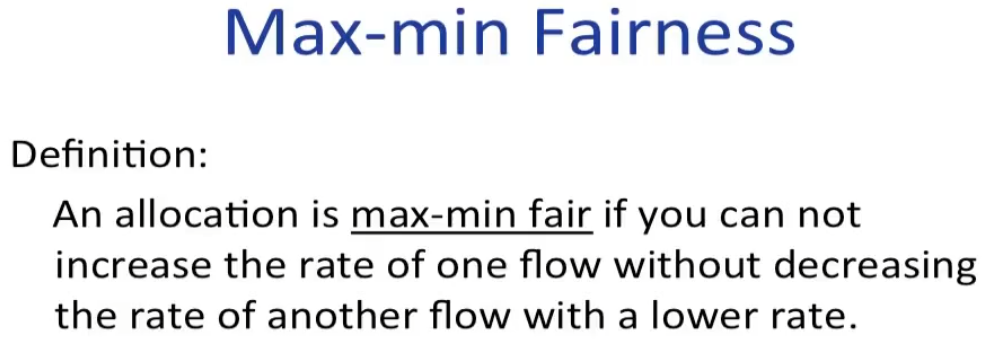 Max-min Fairness
Definition:
An allocation is max-min fair if you can not
increase the rate of one flow without decreasing
the rate of another flow with a lower rate.